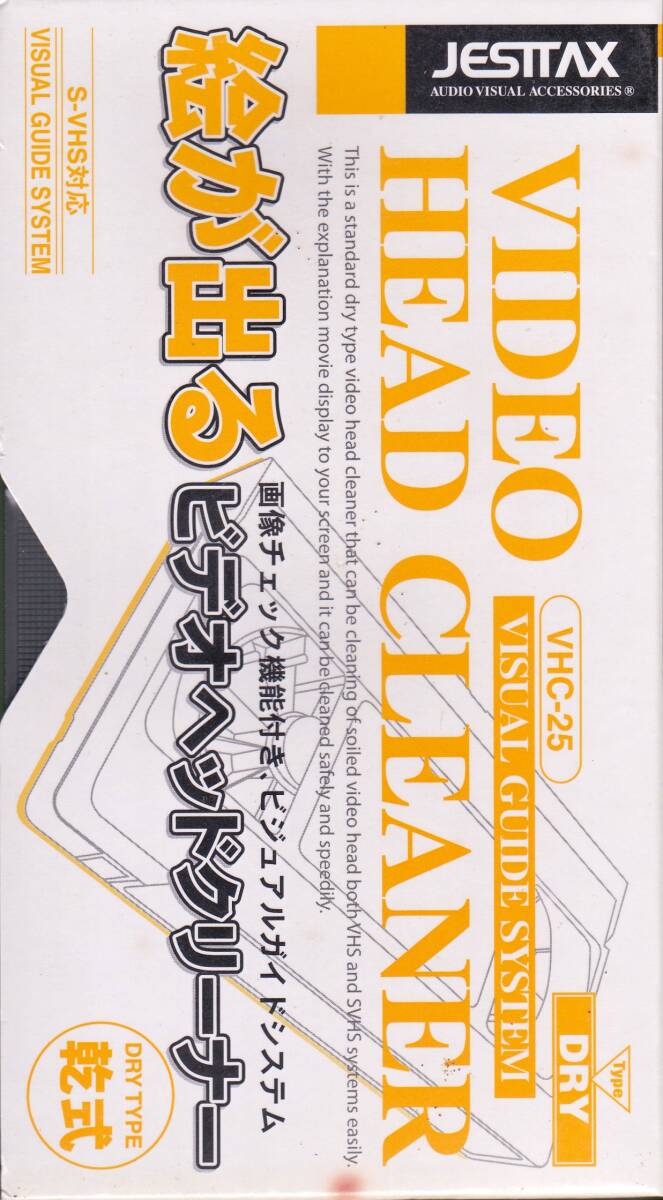 JESTTAX
AUDIO VISUAL ACCESSORIES®
VIDEO
HEAD CLEANER
VHC-25
VISUAL GUIDE SYSTEM
Type
DRY
This is a standard dry type video head cleaner that can be cleaning of soiled video head both VHS and SVHS systems easily.
With the explanation movie display to your screen and it can be cleaned safely and speedily.
画像チェック機能付き、ビジュアルガイドシステム
絵が出るビデオヘッドクリーナー
S-VHS対応
VISUAL GUIDE SYSTEM
DRY TYPE
乾式